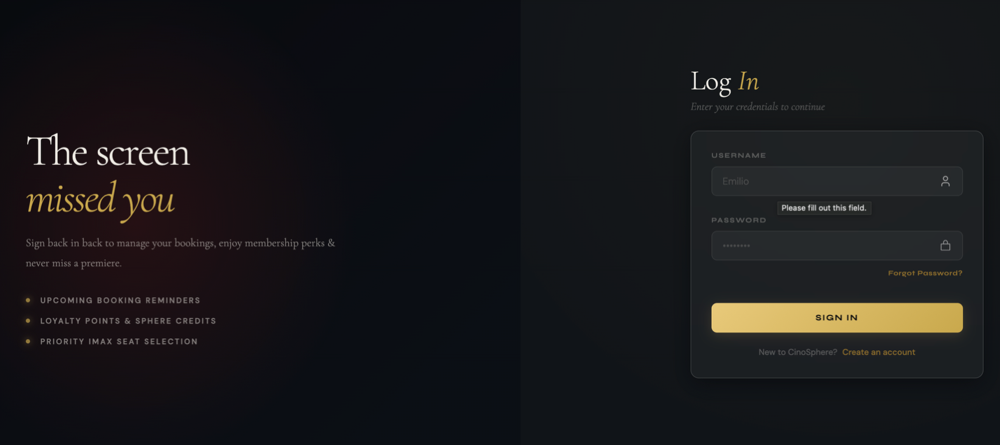 The screen
missed you
Sign back in back to manage your bookings, enjoy membership perks &
never miss a premiere.
UPCOMING BOOKING REMINDERS
LOYALTY POINTS & SPHERE CREDITS
PRIORITY IMAX SEAT SELECTION
Log In
Enter your credentials to continue
USERNAME
Emilio
Please fill out this field.
PASSWORD
••••••••
Forgot Password?
SIGN IN
New to CinoSphere? Create an account